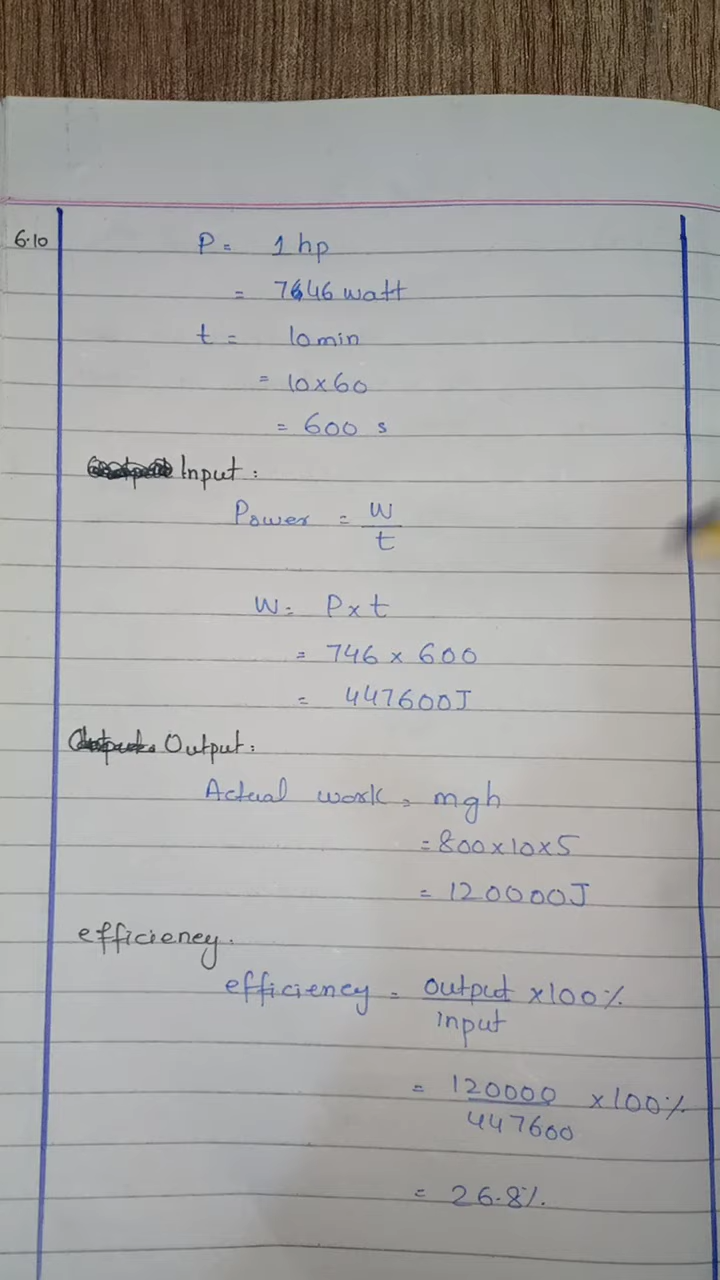 6.10
P = 1 hp
= 746 watt
t = 10 min
= 10 × 60
= 600 s
Input :
Power = W / t
W = P × t
= 746 × 600
= 447600 J
Output :
Actual work = mgh
= 800 × 10 × 5
= 120000 J
efficiency.
efficiency = output / input × 100 %
= 120000 / 447600 × 100 %
= 26.8 %.